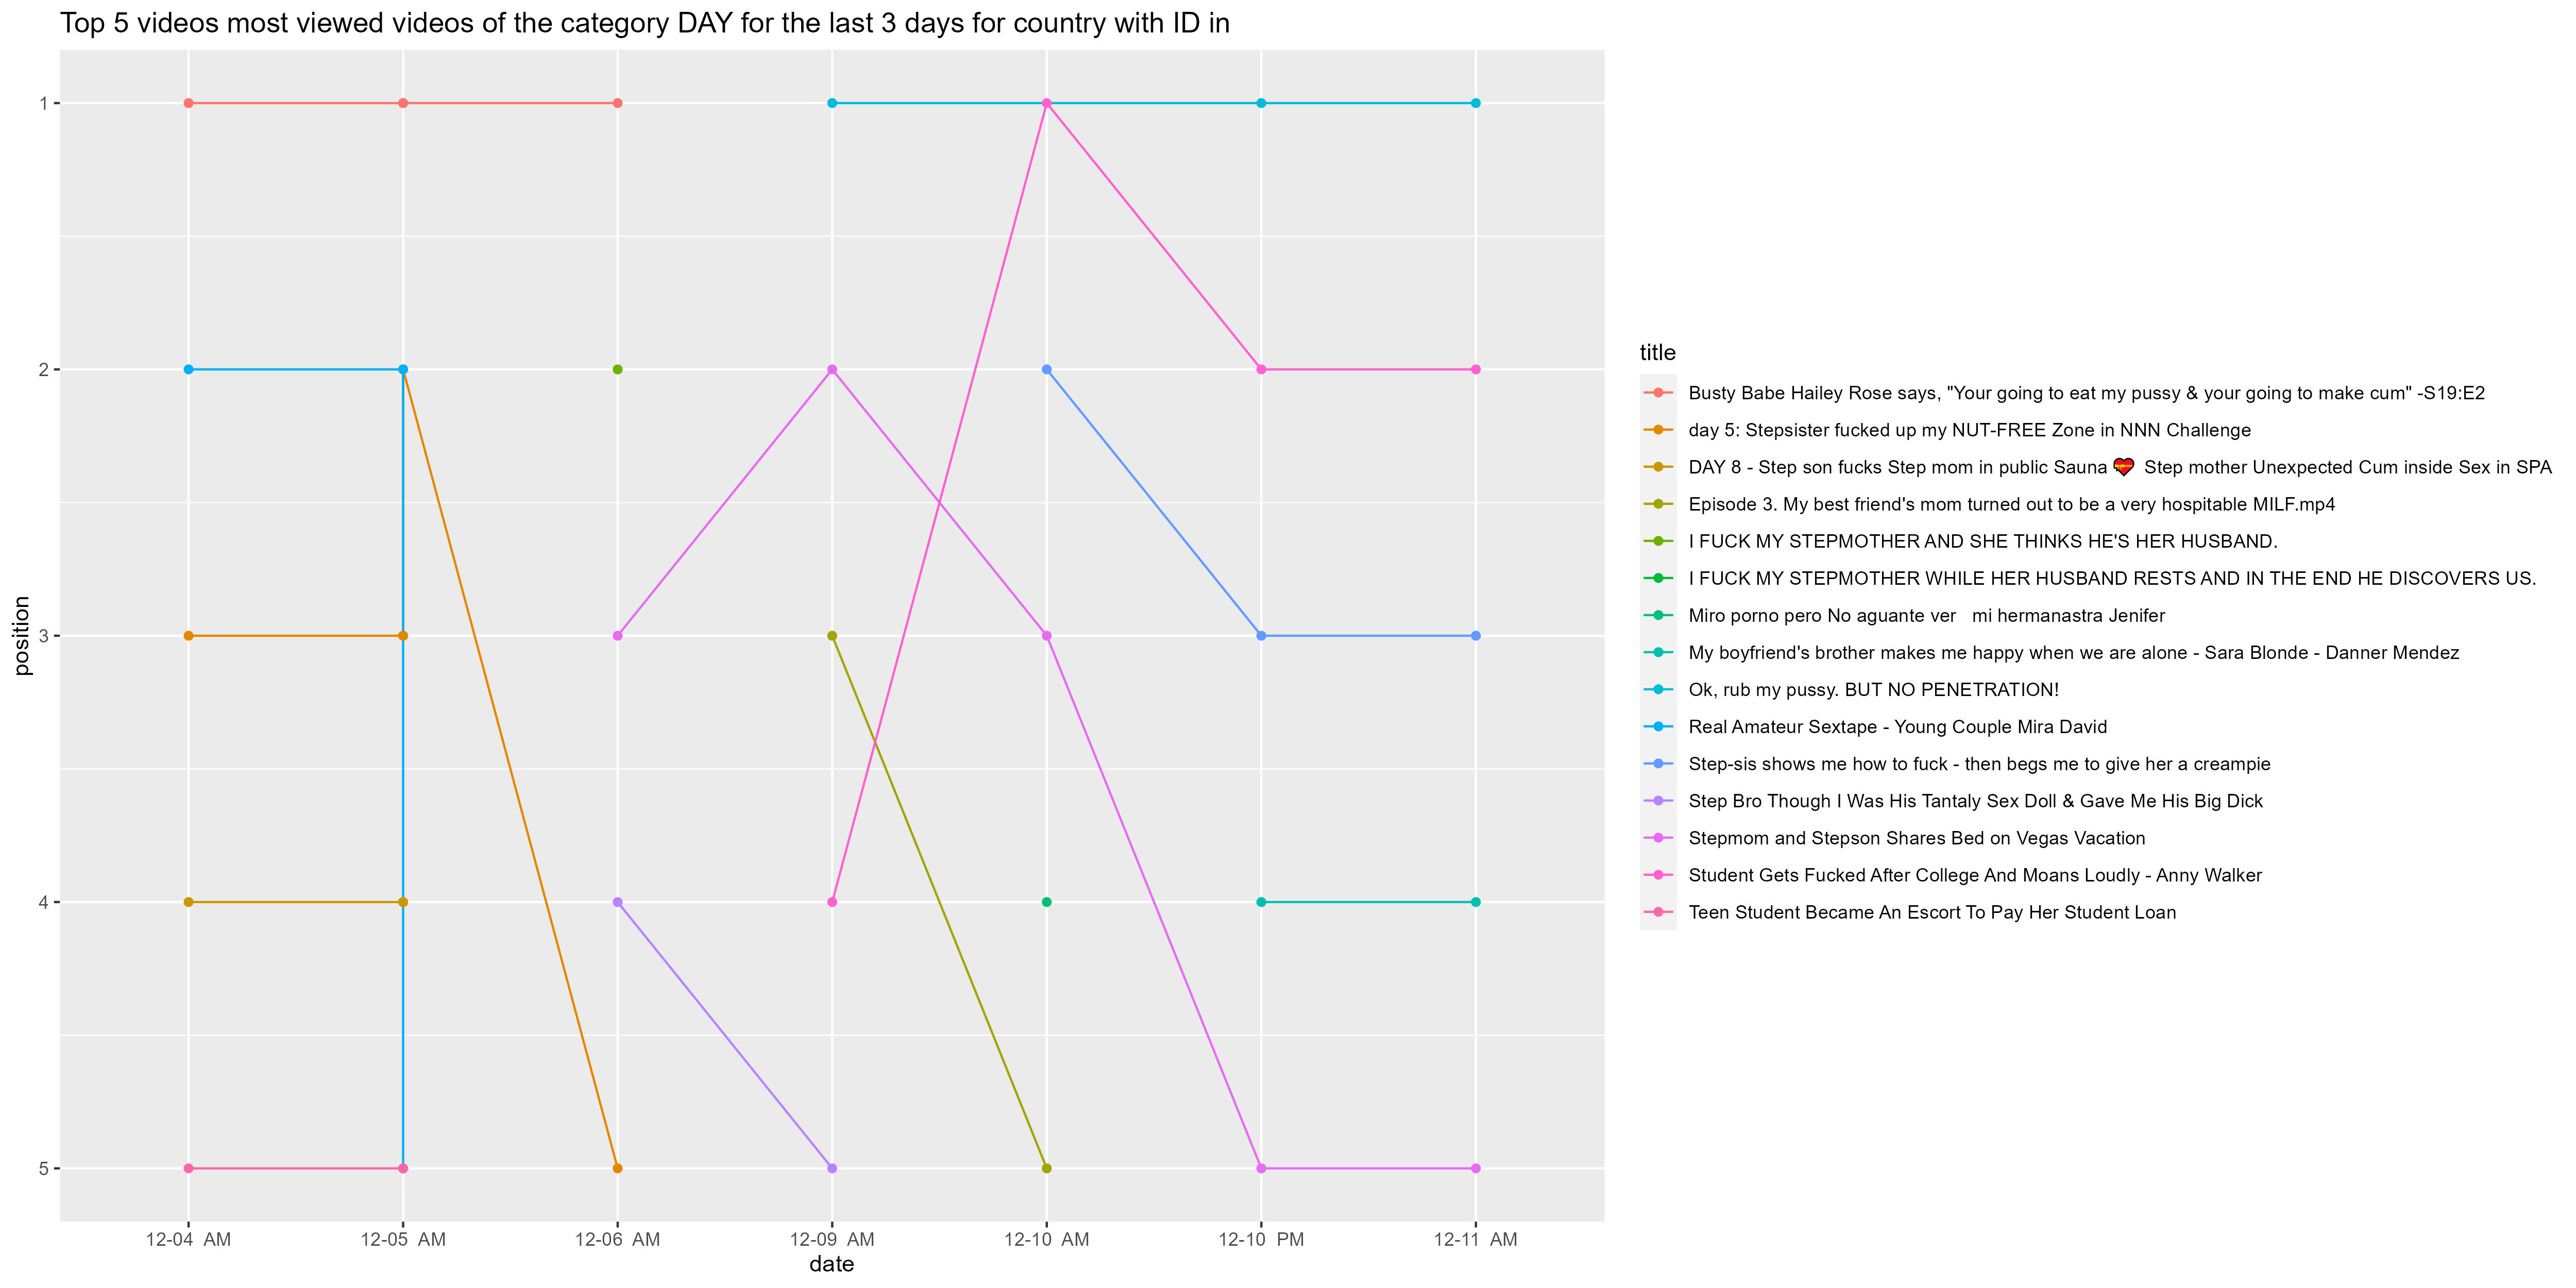 Top 5 videos most viewed videos of the category DAY for the last 3 days for country with ID in
1
2
3
4
5
position
12-04 AM
12-05 AM
12-06 AM
12-09 AM
12-10 AM
12-10 PM
12-11 AM
date
title
Busty Babe Hailey Rose says, "Your going to eat my pussy & your going to make cum" -S19:E2
day 5: Stepsister fucked up my NUT-FREE Zone in NNN Challenge
DAY 8 - Step son fucks Step mom in public Sauna 💝 Step mother Unexpected Cum inside Sex in SPA
Episode 3. My best friend's mom turned out to be a very hospitable MILF.mp4
I FUCK MY STEPMOTHER AND SHE THINKS HE'S HER HUSBAND.
I FUCK MY STEPMOTHER WHILE HER HUSBAND RESTS AND IN THE END HE DISCOVERS US.
Miro porno pero No aguante ver   mi hermanastra Jenifer
My boyfriend's brother makes me happy when we are alone - Sara Blonde - Danner Mendez
Ok, rub my pussy. BUT NO PENETRATION!
Real Amateur Sextape - Young Couple Mira David
Step-sis shows me how to fuck - then begs me to give her a creampie
Step Bro Though I Was His Tantaly Sex Doll & Gave Me His Big Dick
Stepmom and Stepson Shares Bed on Vegas Vacation
Student Gets Fucked After College And Moans Loudly - Anny Walker
Teen Student Became An Escort To Pay Her Student Loan